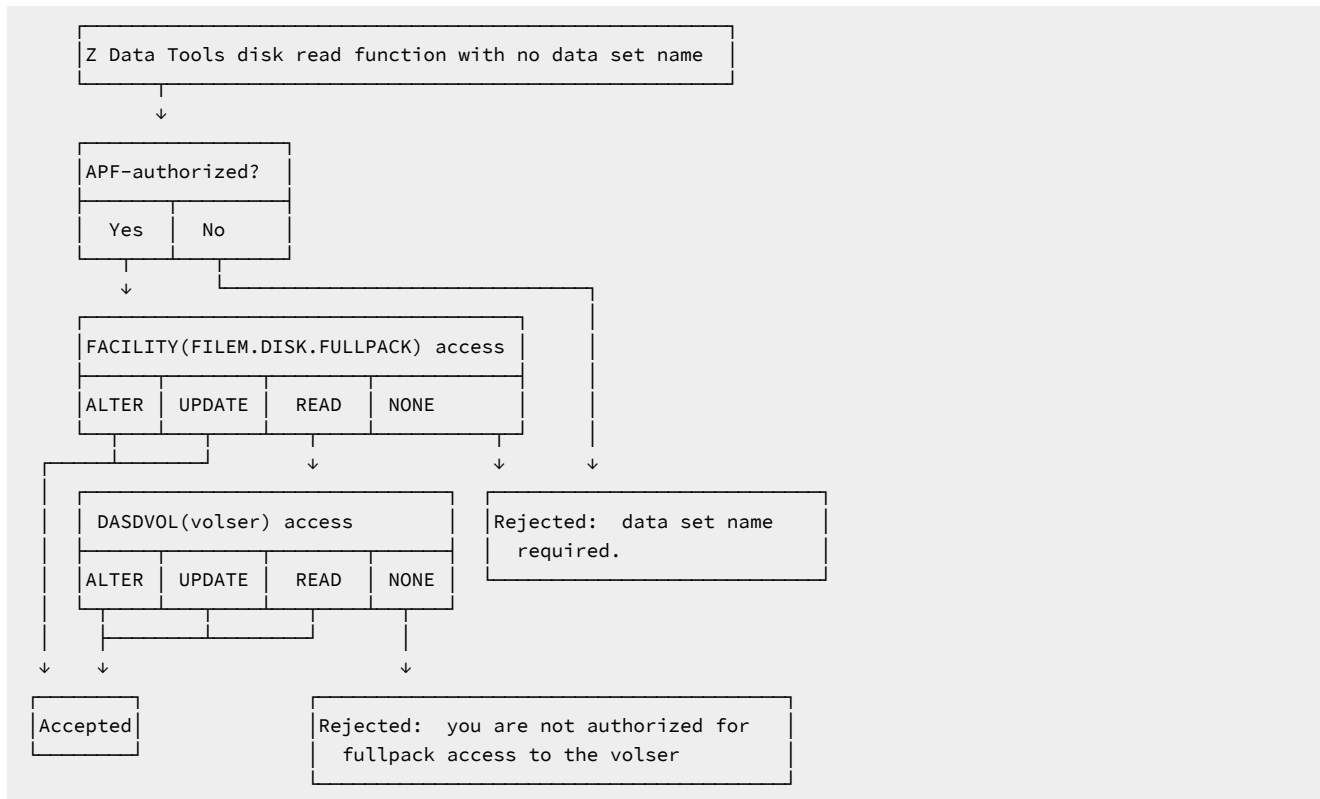 Z Data Tools disk read function with no data set name
APF-authorized?
Yes No
FACILITY(FILEM.DISK.FULLPACK) access
ALTER UPDATE READ NONE
DASDVOL(volser) access
ALTER UPDATE READ NONE
Rejected: data set name
required.
Accepted
Rejected: you are not authorized for
fullpack access to the volser